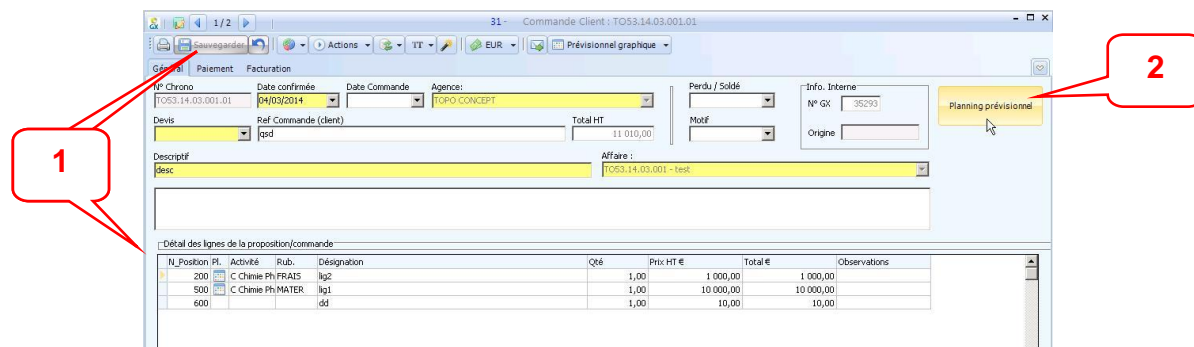 1/2
31 - Commande Client : TO53.14.03.001.01
Sauvegarder Actions TT EUR Prévisionnel graphique
Général Paiement Facturation
2
N° Chrono Date confirmée Date Commande Agence: Perdu / Soldé Info. Interne
TO53.14.03.001.01 04/03/2014 TOPO CONCEPT N° GX 35293 Planning prévisionnel
Devis Ref Commande (client) Total HT Motif
qsd 11 010,00 Origine
1
Descriptif Affaire :
desc TO53.14.03.001 - test
Détail des lignes de la proposition/commande
N_Position Pl. Activité Rub. Désignation Qté Prix HT € Total € Observations
200 C Chimie Ph FRAIS lig2 1,00 1 000,00 1 000,00
500 C Chimie Ph MATER lig1 1,00 10 000,00 10 000,00
600 dd 1,00 10,00 10,00